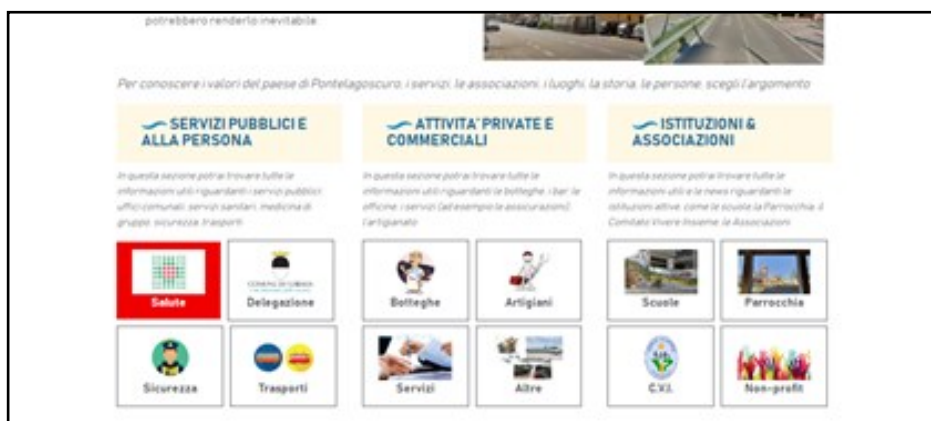 potrebbero renderlo inevitabile.
Per conoscere i valori del paese di Pontelagoscuro, i servizi, le associazioni, i luoghi, la storia, le persone, scegli l'argomento
SERVIZI PUBBLICI E
ALLA PERSONA
In questa sezione potrai trovare tutte le
informazioni utili riguardanti i servizi pubblici:
uffici comunali, servizi sanitari, medicina di
gruppo, sicurezza, trasporti
Salute
Delegazione
Sicurezza
Trasporti
ATTIVITA' PRIVATE E
COMMERCIALI
In questa sezione potrai trovare tutte le
informazioni utili riguardanti le botteghe, i bar, le
officine, i servizi (ad esempio le assicurazioni),
l'artigianato
Botteghe
Artigiani
Servizi
Altre
ISTITUZIONI &
ASSOCIAZIONI
In questa sezione potrai trovare tutte le
informazioni utili e le news riguardanti le
istituzioni attive, come le scuole, la Parrocchia, il
Comitato Vivere Insieme, le Associazioni
Scuole
Parrocchia
C.V.I.
Non-profit